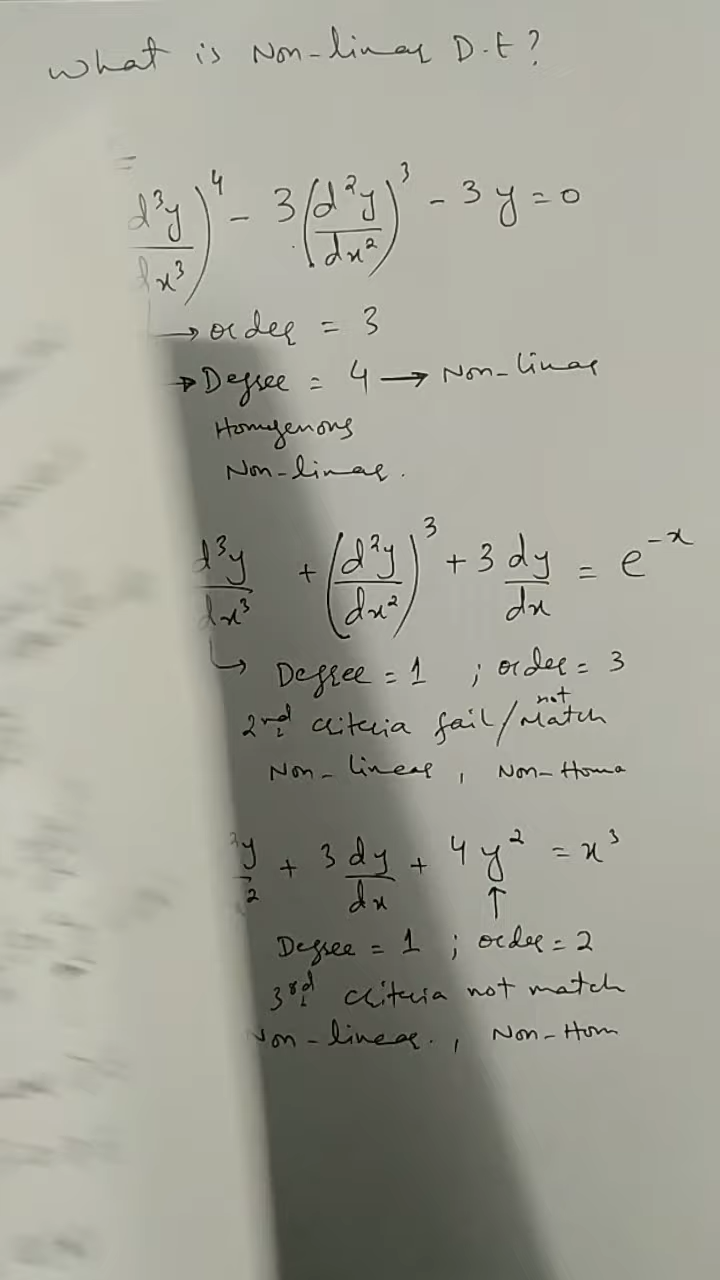 What is Non-linear D.E?
=
d³y/dx³)⁴ - 3(d²y/dx²)³ - 3y = 0
→ order = 3
→ Degree = 4 → Non-linear
Homogenous
Non-linear.
d³y/dx³ + (d²y/dx²)³ + 3 dy/dx = e^-x
↳ Degree = 1 ; order = 3
2nd criteria fail/not match
Non-linear, Non-Homo
²y/² + 3 dy/dx + 4y² = x³
↑
Degree = 1 ; order = 2
3rd criteria not match
Non-linear., Non-Hom